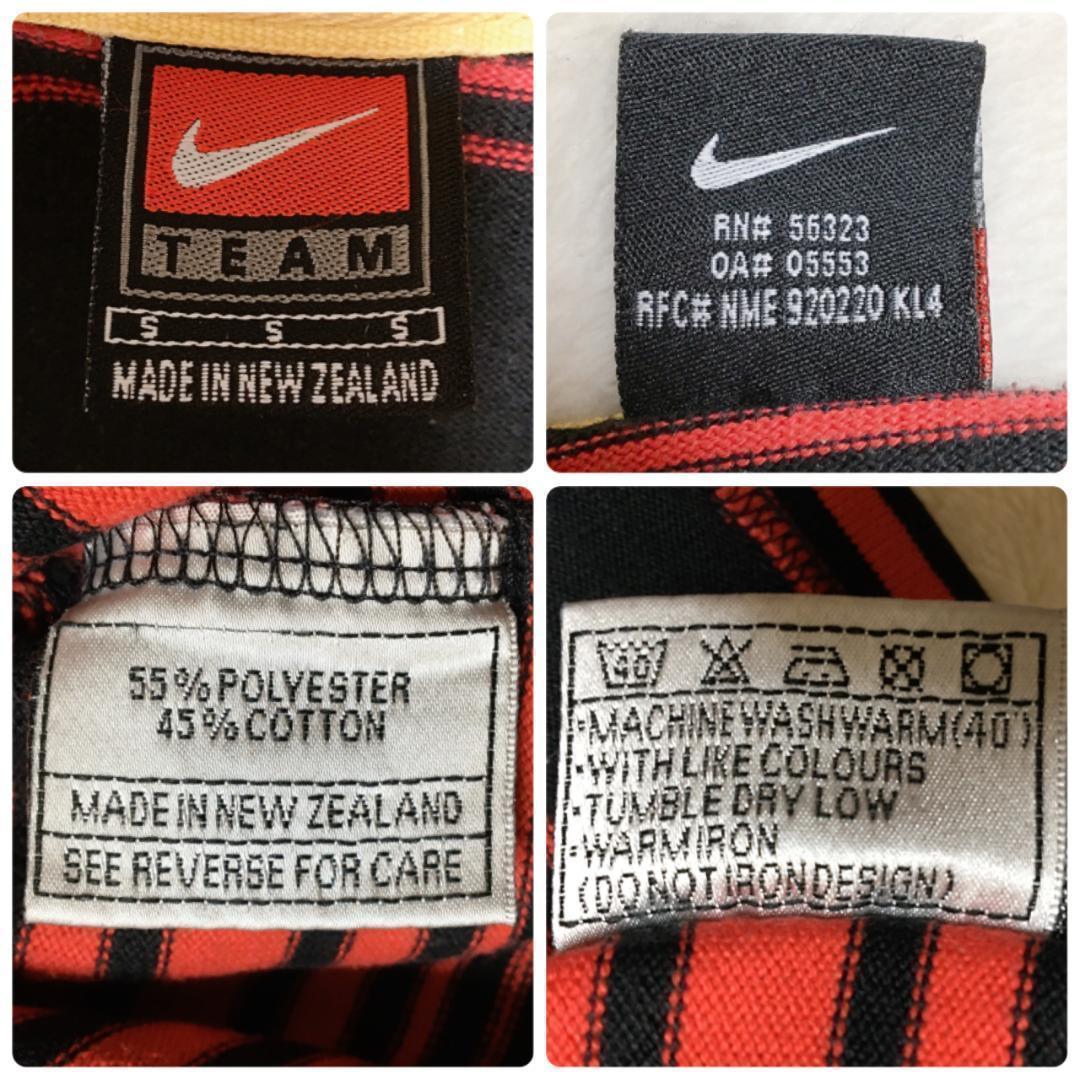 TEAM
S S S
MADE IN NEW ZEALAND
RN# 56323
OA# 05553
RFC# NME 920220 KL4
55% POLYESTER
45% COTTON
MADE IN NEW ZEALAND
SEE REVERSE FOR CARE
40
·MACHINE WASH WARM (40°)
·WITH LIKE COLOURS
·TUMBLE DRY LOW
·WARM IRON
(DO NOT IRON DESIGN)